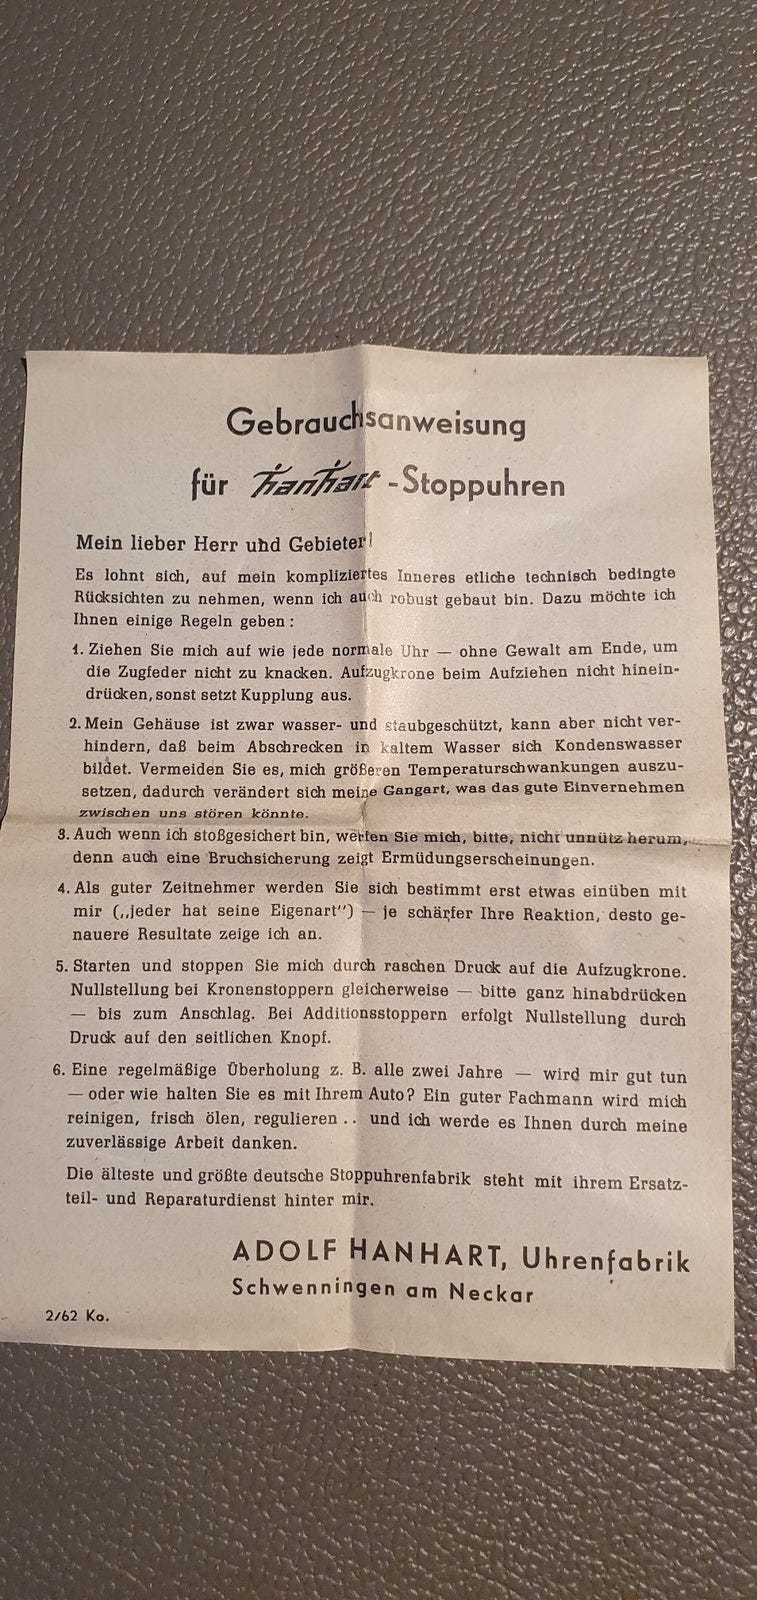 Gebrauchsanweisung
für Hanhart-Stoppuhren
Mein lieber Herr und Gebieter!
Es lohnt sich, auf mein kompliziertes Inneres etliche technisch bedingte
Rücksichten zu nehmen, wenn ich auch robust gebaut bin. Dazu möchte ich
Ihnen einige Regeln geben:
1. Ziehen Sie mich auf wie jede normale Uhr — ohne Gewalt am Ende, um
die Zugfeder nicht zu knacken. Aufzugkrone beim Aufziehen nicht hinein-
drücken, sonst setzt Kupplung aus.
2. Mein Gehäuse ist zwar wasser- und staubgeschützt, kann aber nicht ver-
hindern, daß beim Abschrecken in kaltem Wasser sich Kondenswasser
bildet. Vermeiden Sie es, mich größeren Temperaturschwankungen auszu-
setzen, dadurch verändert sich meine Gangart, was das gute Einvernehmen
zwischen uns stören könnte.
3. Auch wenn ich stoßgesichert bin, werfen Sie mich, bitte, nicht unnütz herum,
denn auch eine Bruchsicherung zeigt Ermüdungserscheinungen.
4. Als guter Zeitnehmer werden Sie sich bestimmt erst etwas einüben mit
mir („jeder hat seine Eigenart") — je schärfer Ihre Reaktion, desto ge-
nauere Resultate zeige ich an.
5. Starten und stoppen Sie mich durch raschen Druck auf die Aufzugkrone.
Nullstellung bei Kronenstoppern gleicherweise — bitte ganz hinabdrücken
— bis zum Anschlag. Bei Additionsstoppern erfolgt Nullstellung durch
Druck auf den seitlichen Knopf.
6. Eine regelmäßige Überholung z. B. alle zwei Jahre — wird mir gut tun
— oder wie halten Sie es mit Ihrem Auto? Ein guter Fachmann wird mich
reinigen, frisch ölen, regulieren .. und ich werde es Ihnen durch meine
zuverlässige Arbeit danken.
Die älteste und größte deutsche Stoppuhrenfabrik steht mit ihrem Ersatz-
teil- und Reparaturdienst hinter mir.
ADOLF HANHART, Uhrenfabrik
Schwenningen am Neckar
2/62 Ko.